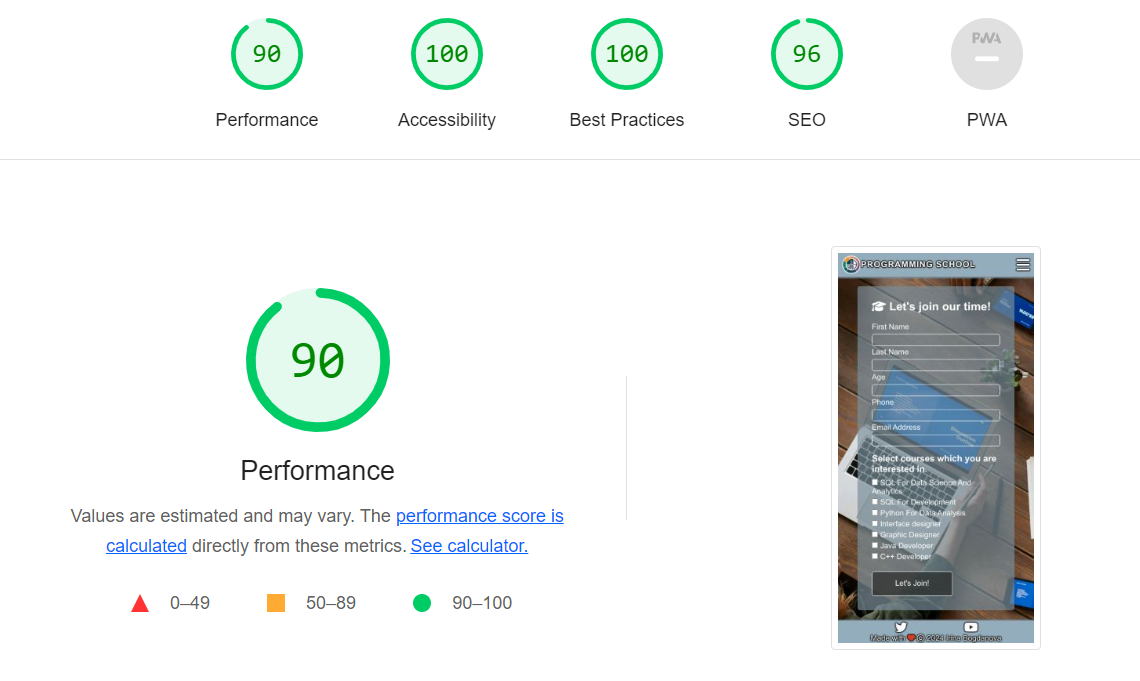 90 100 100 96 PWA
Performance Accessibility Best Practices SEO PWA
PROGRAMMING SCHOOL
Let's join our time!
First Name
Last Name
Age
Phone
Email Address
Select courses which you are
interested in
SQL For Data Science And
Analytics
SQL For Development
Python For Data Analysis
Interface designer
Graphic Designer
Java Developer
C++ Developer
Let's Join!
Made with © 2024 Irina Bogdanova
90
Performance
Values are estimated and may vary. The performance score is
calculated directly from these metrics. See calculator.
0–49 50–89 90–100